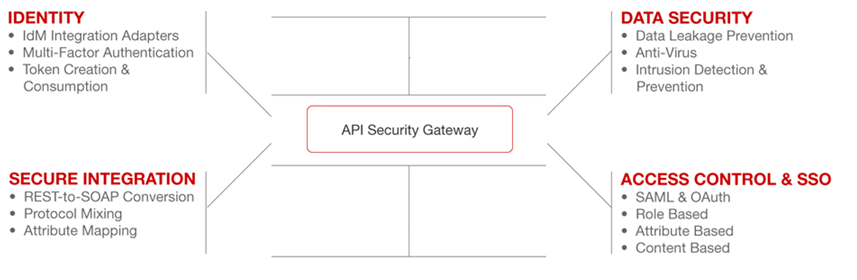 IDENTITY
• IdM Integration Adapters
• Multi-Factor Authentication
• Token Creation &
Consumption
DATA SECURITY
• Data Leakage Prevention
• Anti-Virus
• Intrusion Detection &
Prevention
API Security Gateway
SECURE INTEGRATION
• REST-to-SOAP Conversion
• Protocol Mixing
• Attribute Mapping
ACCESS CONTROL & SSO
• SAML & OAuth
• Role Based
• Attribute Based
• Content Based